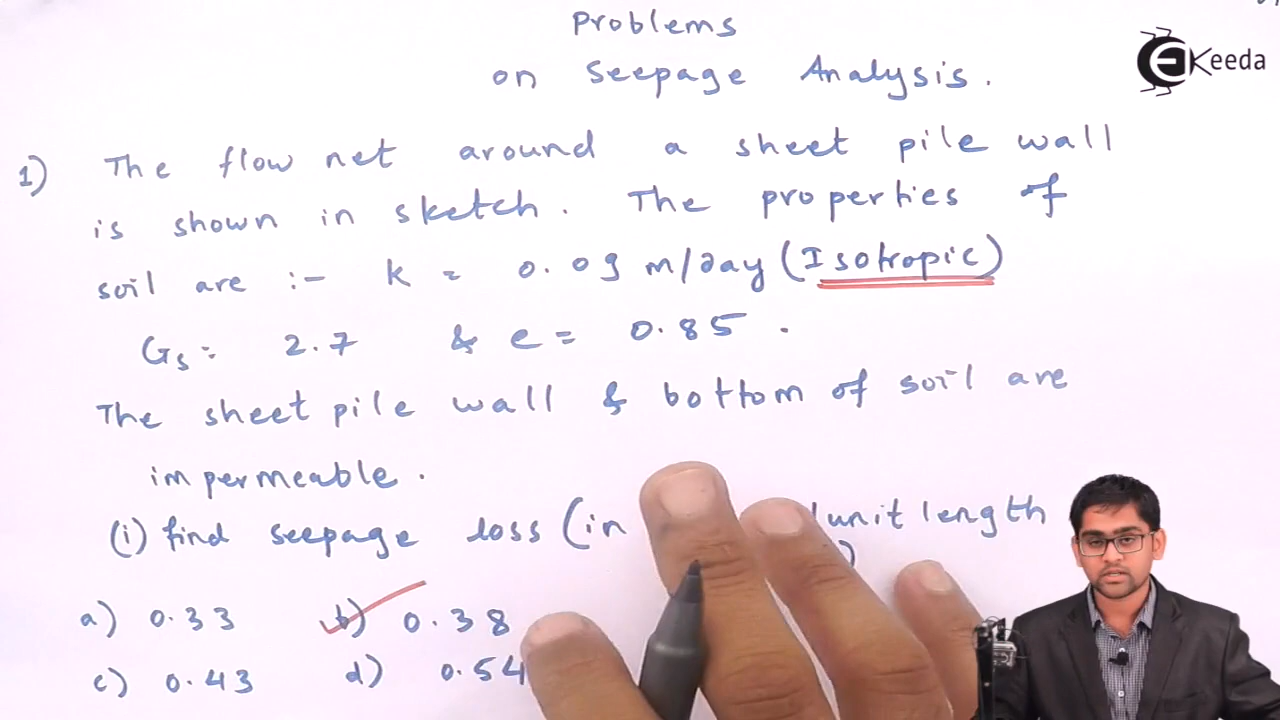 Problems
on Seepage Analysis.
EKeeda
1) The flow net around a sheet pile wall
is shown in sketch. The properties of
soil are :- k = 0.09 m/day (Isotropic)
Gs = 2.7 & e = 0.85.
The sheet pile wall & bottom of soil are
impermeable.
(i) find seepage loss (in unit length
)
a) 0.33 b) 0.38
c) 0.43 d) 0.54